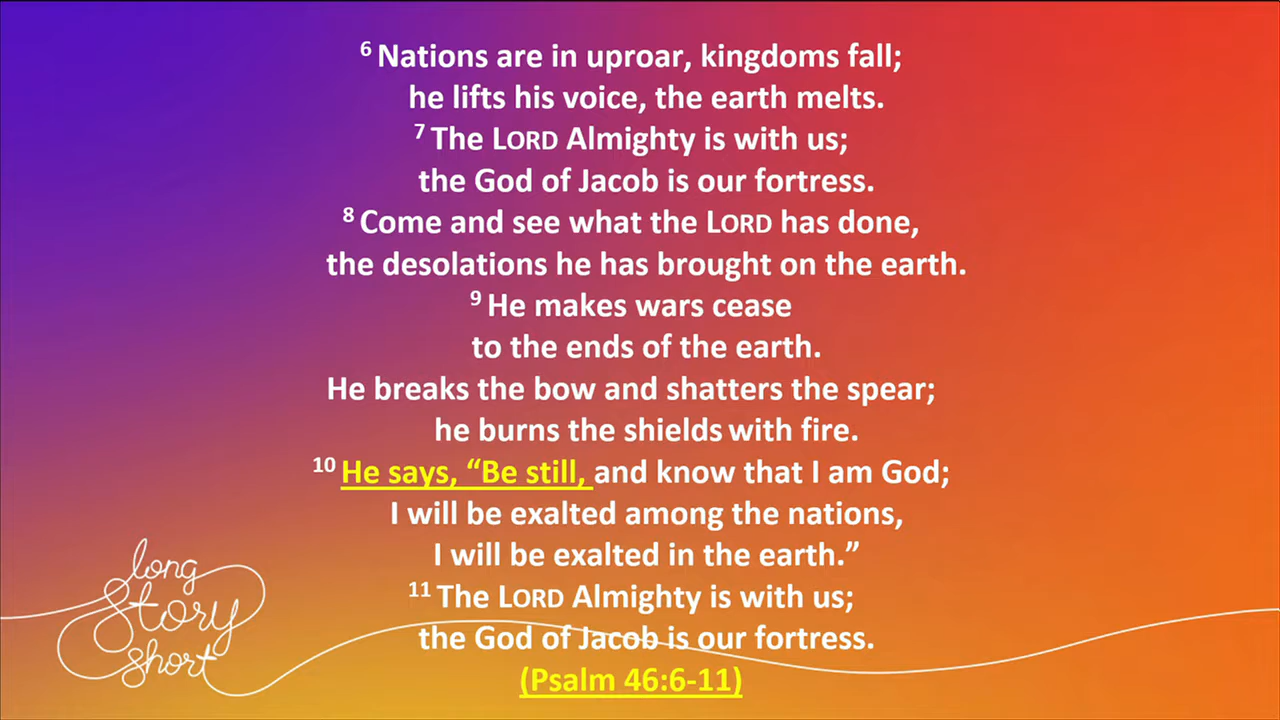 6 Nations are in uproar, kingdoms fall;
he lifts his voice, the earth melts.
7 The LORD Almighty is with us;
the God of Jacob is our fortress.
8 Come and see what the LORD has done,
the desolations he has brought on the earth.
9 He makes wars cease
to the ends of the earth.
He breaks the bow and shatters the spear;
he burns the shields with fire.
10 He says, “Be still, and know that I am God;
I will be exalted among the nations,
I will be exalted in the earth.”
11 The LORD Almighty is with us;
the God of Jacob is our fortress.
(Psalm 46:6-11)
long
story
short